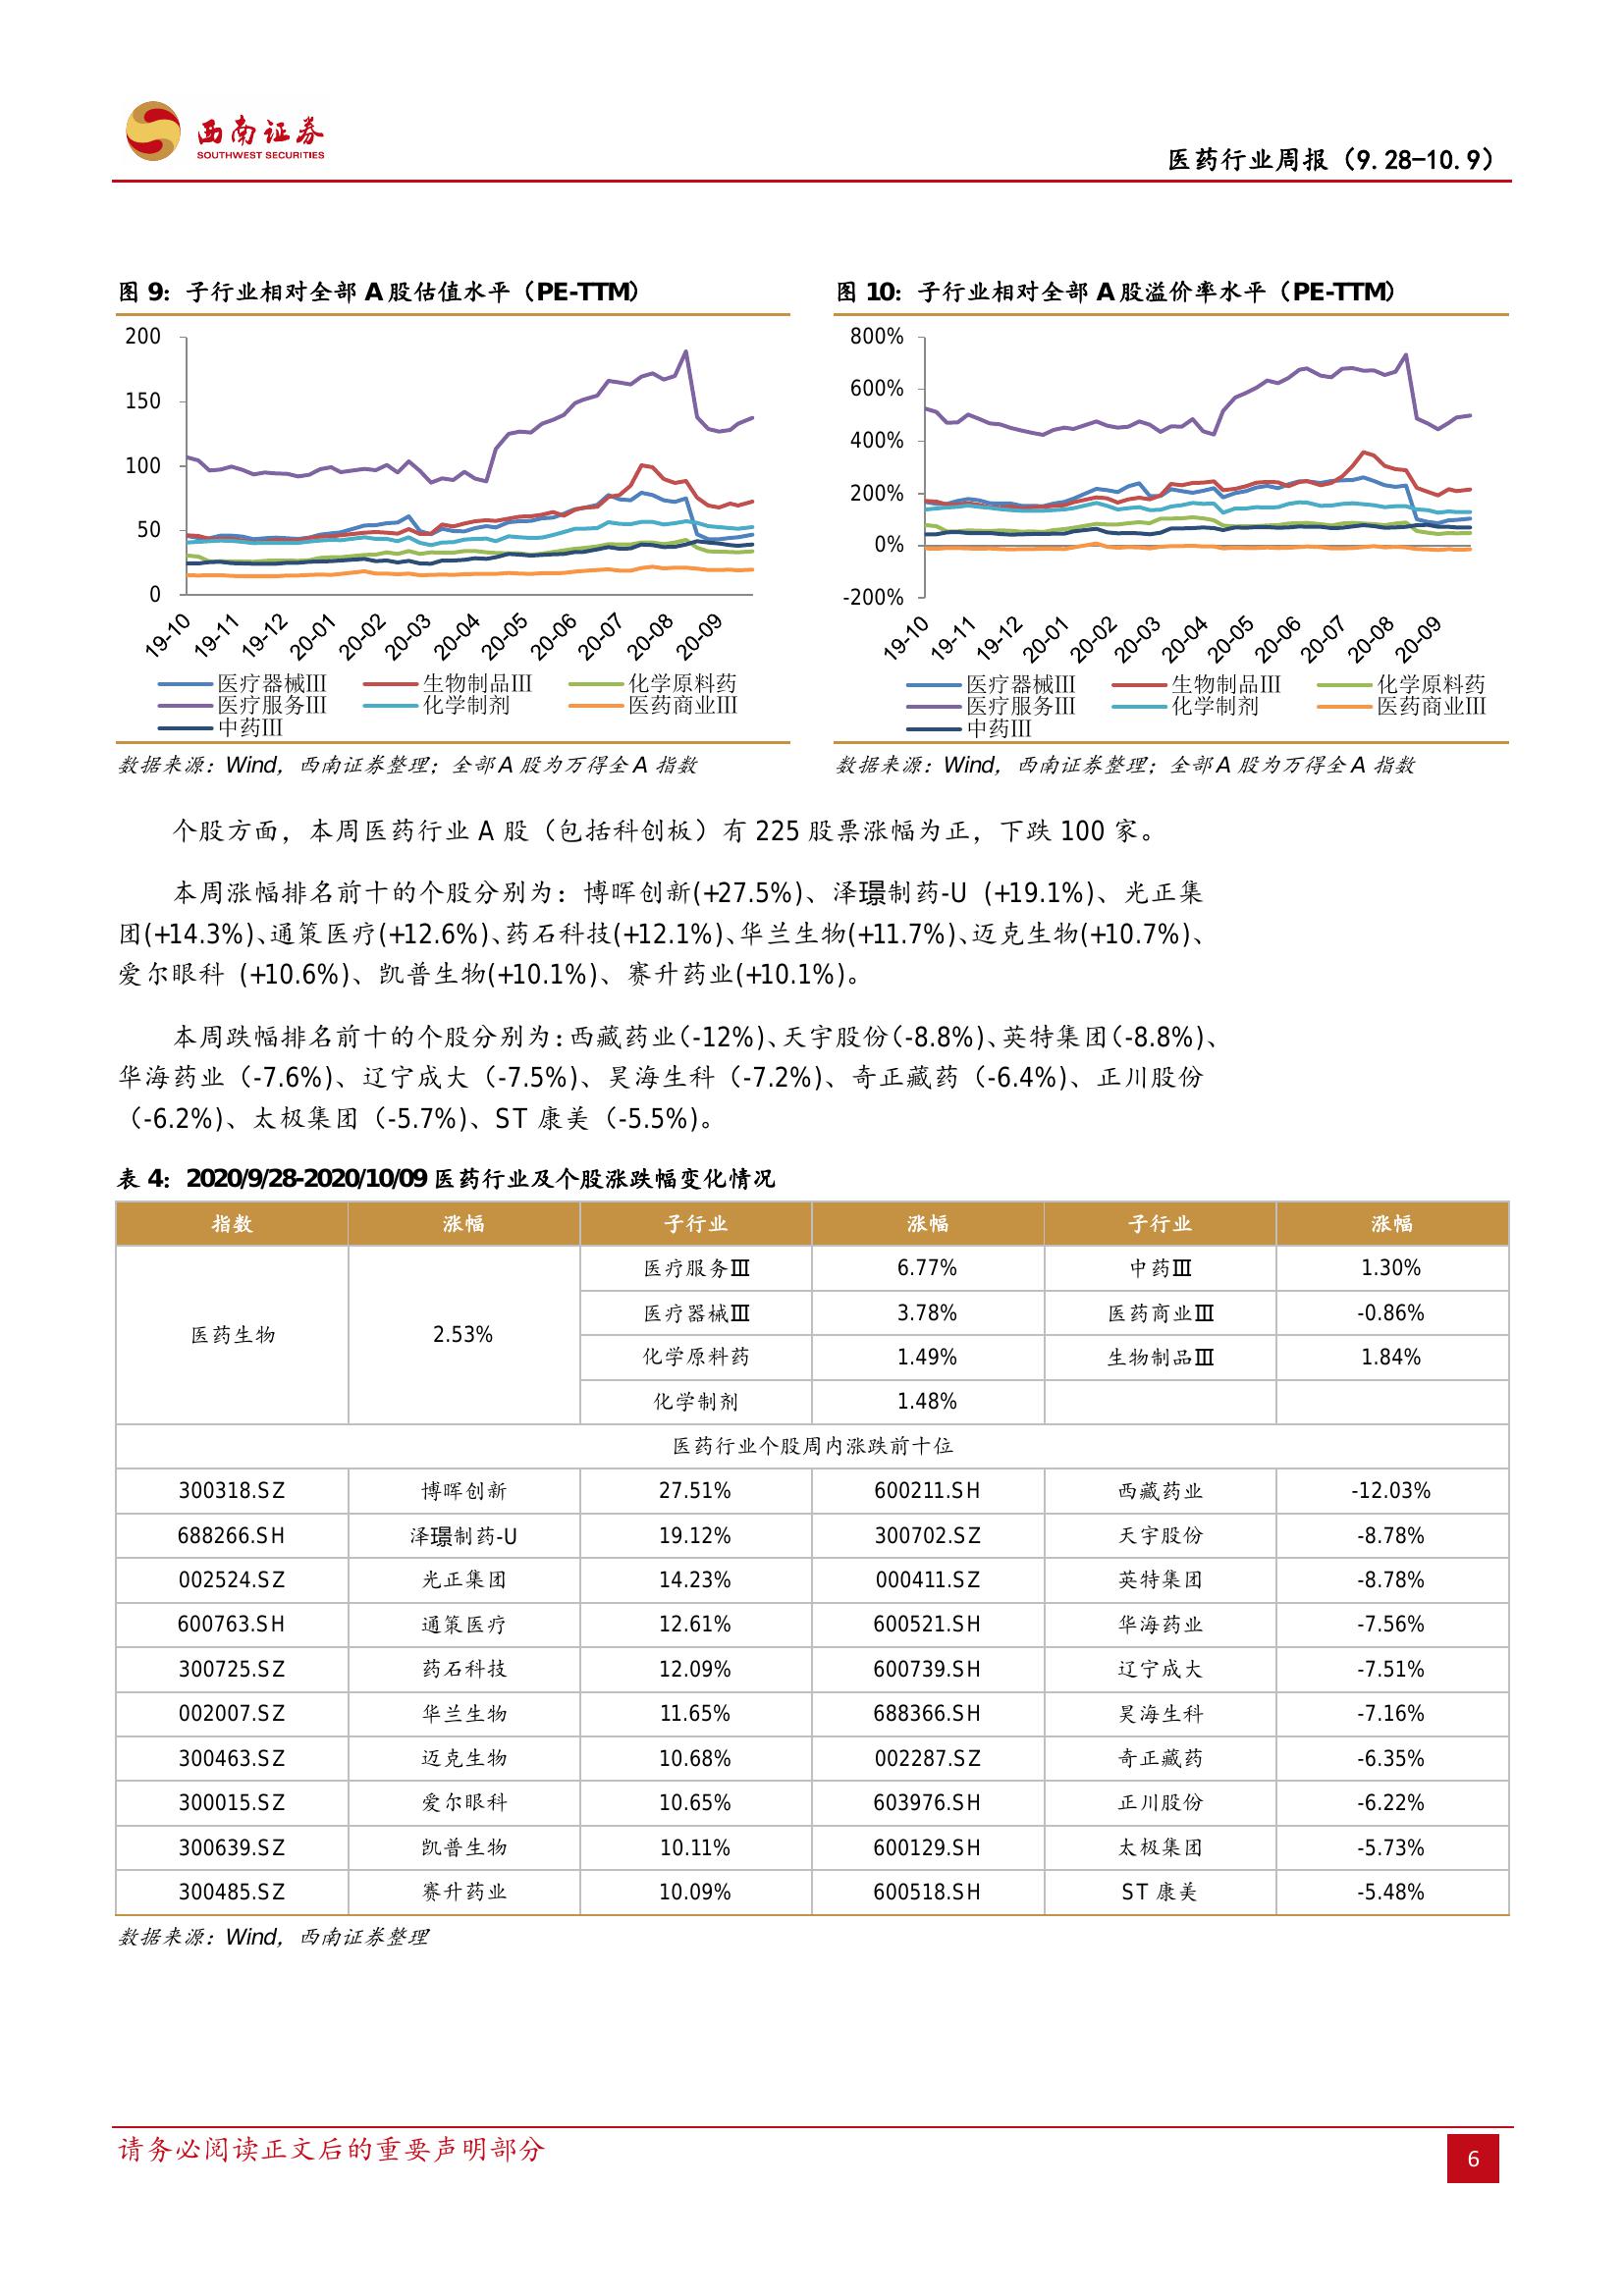 西南证券
SOUTHWEST SECURITIES
医药行业周报（9.28-10.9）
图 9：子行业相对全部 A 股估值水平（PE-TTM）
200
150
100
50
0
19-10 19-11 19-12 20-01 20-02 20-03 20-04 20-05 20-06 20-07 20-08 20-09
医疗器械III 生物制品III 化学原料药
医疗服务III 化学制剂 医药商业III
中药III
数据来源：Wind，西南证券整理；全部 A 股为万得全 A 指数
图 10：子行业相对全部 A 股溢价率水平（PE-TTM）
800%
600%
400%
200%
0%
-200%
19-10 19-11 19-12 20-01 20-02 20-03 20-04 20-05 20-06 20-07 20-08 20-09
医疗器械III 生物制品III 化学原料药
医疗服务III 化学制剂 医药商业III
中药III
数据来源：Wind，西南证券整理；全部 A 股为万得全 A 指数
个股方面，本周医药行业 A 股（包括科创板）有 225 股票涨幅为正，下跌 100 家。
本周涨幅排名前十的个股分别为：博晖创新(+27.5%)、泽璟制药-U (+19.1%)、光正集
团(+14.3%)、通策医疗(+12.6%)、药石科技(+12.1%)、华兰生物(+11.7%)、迈克生物(+10.7%)、
爱尔眼科 (+10.6%)、凯普生物(+10.1%)、赛升药业(+10.1%)。
本周跌幅排名前十的个股分别为：西藏药业（-12%)、天宇股份（-8.8%)、英特集团（-8.8%)、
华海药业（-7.6%)、辽宁成大（-7.5%)、昊海生科（-7.2%)、奇正藏药（-6.4%)、正川股份
（-6.2%)、太极集团（-5.7%)、ST 康美（-5.5%)。
表 4：2020/9/28-2020/10/09 医药行业及个股涨跌幅变化情况
指数 涨幅 子行业 涨幅 子行业 涨幅
医药生物 2.53% 医疗服务III 6.77% 中药III 1.30%
医疗器械III 3.78% 医药商业III -0.86%
化学原料药 1.49% 生物制品III 1.84%
化学制剂 1.48%
医药行业个股周内涨跌前十位
300318.SZ 博晖创新 27.51% 600211.SH 西藏药业 -12.03%
688266.SH 泽璟制药-U 19.12% 300702.SZ 天宇股份 -8.78%
002524.SZ 光正集团 14.23% 000411.SZ 英特集团 -8.78%
600763.SH 通策医疗 12.61% 600521.SH 华海药业 -7.56%
300725.SZ 药石科技 12.09% 600739.SH 辽宁成大 -7.51%
002007.SZ 华兰生物 11.65% 688366.SH 昊海生科 -7.16%
300463.SZ 迈克生物 10.68% 002287.SZ 奇正藏药 -6.35%
300015.SZ 爱尔眼科 10.65% 603976.SH 正川股份 -6.22%
300639.SZ 凯普生物 10.11% 600129.SH 太极集团 -5.73%
300485.SZ 赛升药业 10.09% 600518.SH ST 康美 -5.48%
数据来源：Wind，西南证券整理
请务必阅读正文后的重要声明部分
6